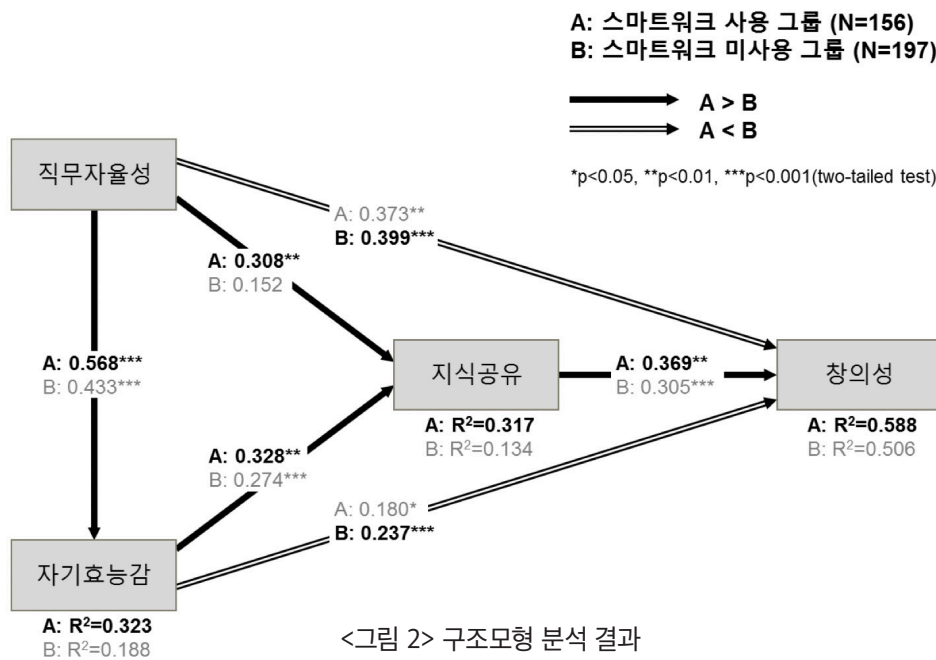 A: 스마트워크 사용 그룹 (N=156)
B: 스마트워크 미사용 그룹 (N=197)
A > B
A < B
*p<0.05, **p<0.01, ***p<0.001(two-tailed test)
직무자율성
A: 0.373**
B: 0.399***
A: 0.308**
B: 0.152
A: 0.568***
B: 0.433***
지식공유
A: R²=0.317
B: R²=0.134
A: 0.369**
B: 0.305***
창의성
A: R²=0.588
B: R²=0.506
A: 0.328**
B: 0.274***
A: 0.180*
B: 0.237***
자기효능감
A: R²=0.323
B: R²=0.188
<그림 2> 구조모형 분석 결과